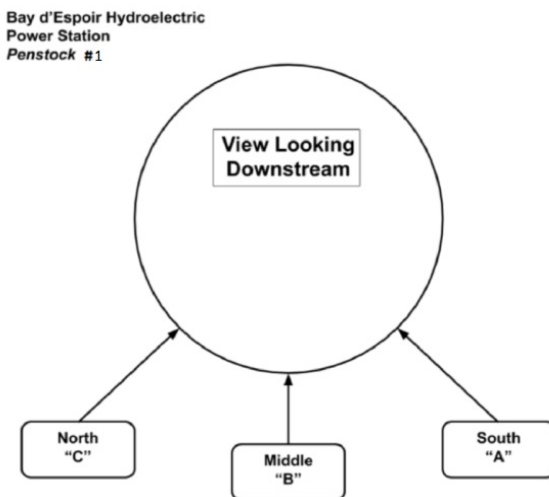 Bay d'Espoir Hydroelectric
Power Station
Penstock #1
View Looking
Downstream
North
"C"
Middle
"B"
South
"A"